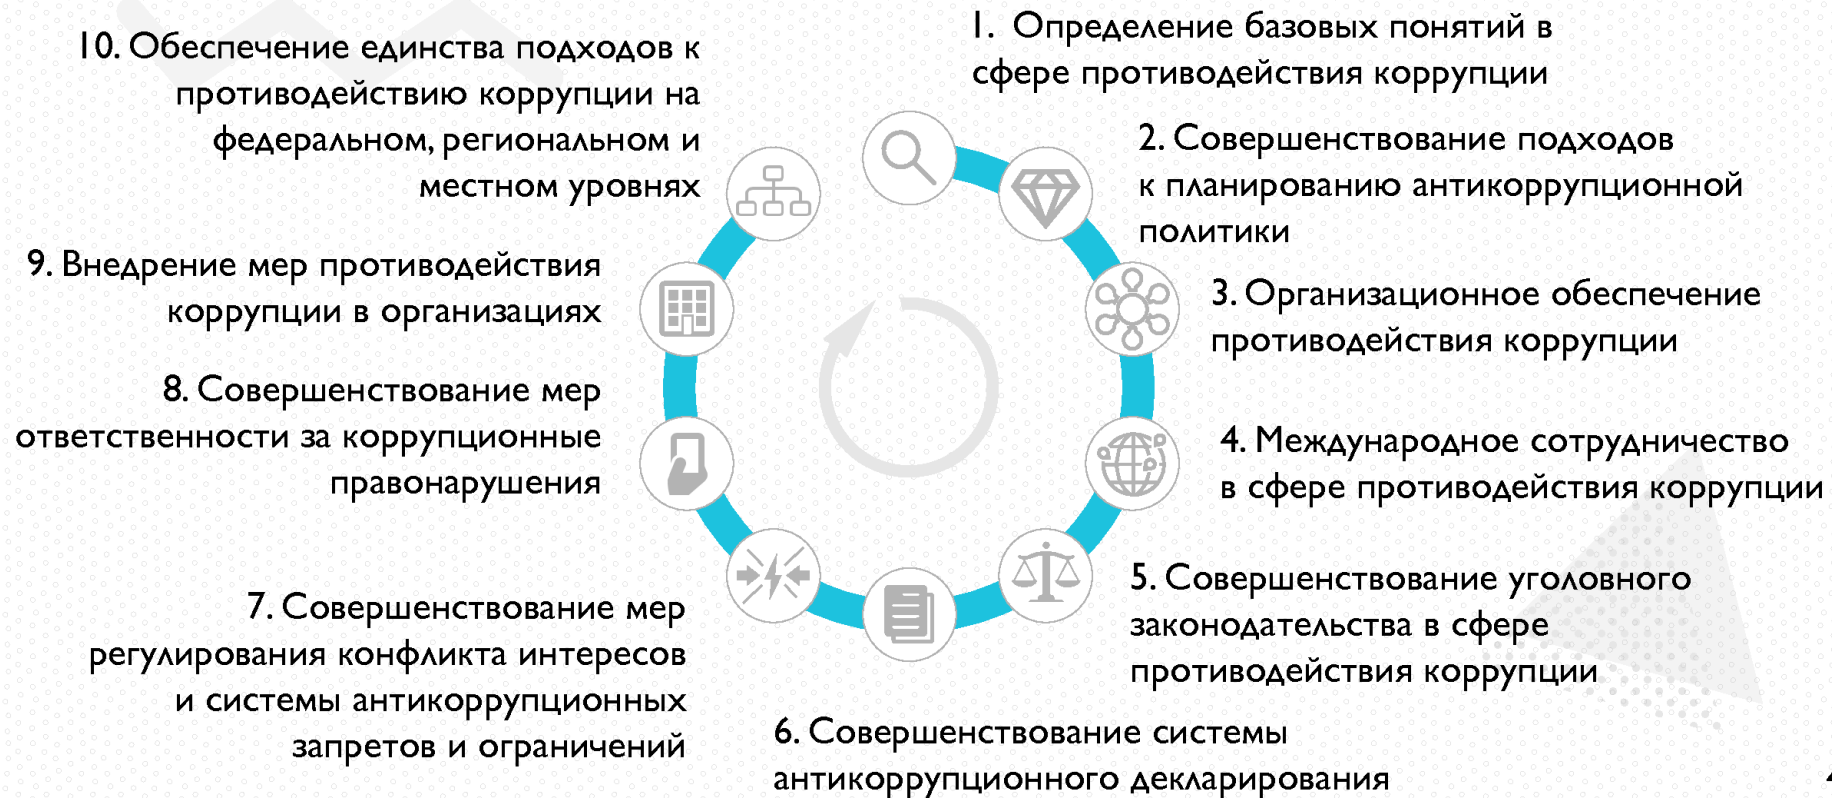 1. Определение базовых понятий в
сфере противодействия коррупции
2. Совершенствование подходов
к планированию антикоррупционной
политики
3. Организационное обеспечение
противодействия коррупции
4. Международное сотрудничество
в сфере противодействия коррупции
5. Совершенствование уголовного
законодательства в сфере
противодействия коррупции
6. Совершенствование системы
антикоррупционного декларирования
7. Совершенствование мер
регулирования конфликта интересов
и системы антикоррупционных
запретов и ограничений
8. Совершенствование мер
ответственности за коррупционные
правонарушения
9. Внедрение мер противодействия
коррупции в организациях
10. Обеспечение единства подходов к
противодействию коррупции на
федеральном, региональном и
местном уровнях